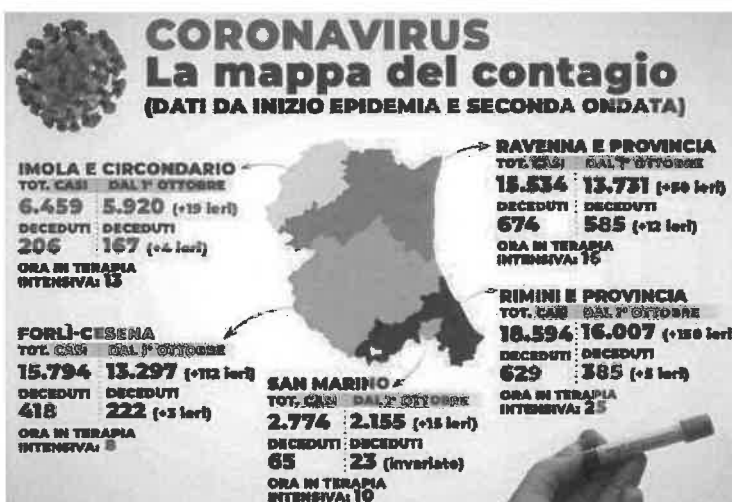 CORONAVIRUS
La mappa del contagio
(DATI DA INIZIO EPIDEMIA E SECONDA ONDATA)
IMOLA E CIRCONDARIO
TOT. CASI DAL 1° OTTOBRE
6.459 5.920 (+19 ieri)
DECEDUTI DECEDUTI
206 167 (+4 ieri)
ORA IN TERAPIA
INTENSIVA: 13
RAVENNA E PROVINCIA
TOT. CASI DAL 1° OTTOBRE
15.534 13.731 (+50 ieri)
DECEDUTI DECEDUTI
674 585 (+12 ieri)
ORA IN TERAPIA
INTENSIVA: 16
FORLÌ-CESENA
TOT. CASI DAL 1° OTTOBRE
15.794 13.297 (+112 ieri)
DECEDUTI DECEDUTI
418 222 (+3 ieri)
ORA IN TERAPIA
INTENSIVA: 8
SAN MARINO
TOT. CASI DAL 1° OTTOBRE
2.774 2.155 (+15 ieri)
DECEDUTI DECEDUTI
65 23 (invariato)
ORA IN TERAPIA
INTENSIVA: 10
RIMINI E PROVINCIA
TOT. CASI DAL 1° OTTOBRE
18.594 16.007 ieri)
DECEDUTI DECEDUTI
629 385 (+5 ieri)
ORA IN TERAPIA
INTENSIVA: 25